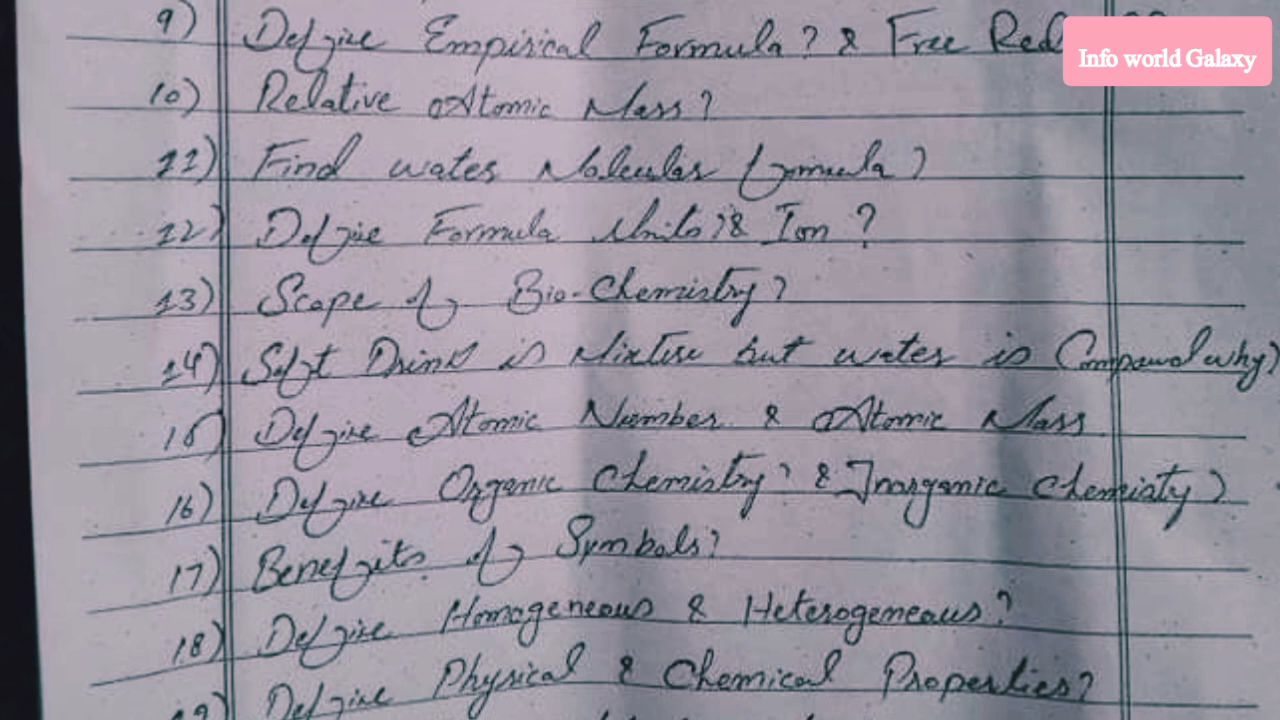 9) Define Empirical Formula? & Free
Info world Galaxy
10) Relative Atomic Mass?
11) Find water Molecular formula?
12) Define Formula Units? & Ion?
13) Scope of Bio-Chemistry?
14) Soft Drink is Mixture but water is Compound why?
15) Define Atomic Number & Atomic Mass
16) Define Organic Chemistry? & Inorganic Chemisty?
17) Benefits of Symbols?
18) Define Homogeneous & Heterogeneous?
19) Define Physical & Chemical Properties?